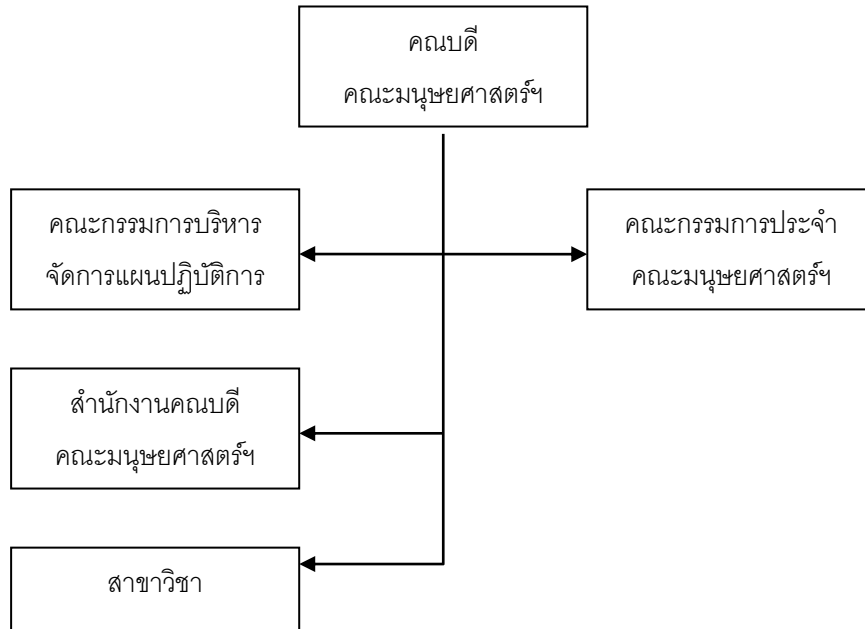 คณบดี
คณะมนุษยศาสตร์ฯ
คณะกรรมการบริหาร
จัดการแผนปฏิบัติการ
คณะกรรมการประจำ
คณะมนุษยศาสตร์ฯ
สำนักงานคณบดี
คณะมนุษยศาสตร์ฯ
สาขาวิชา